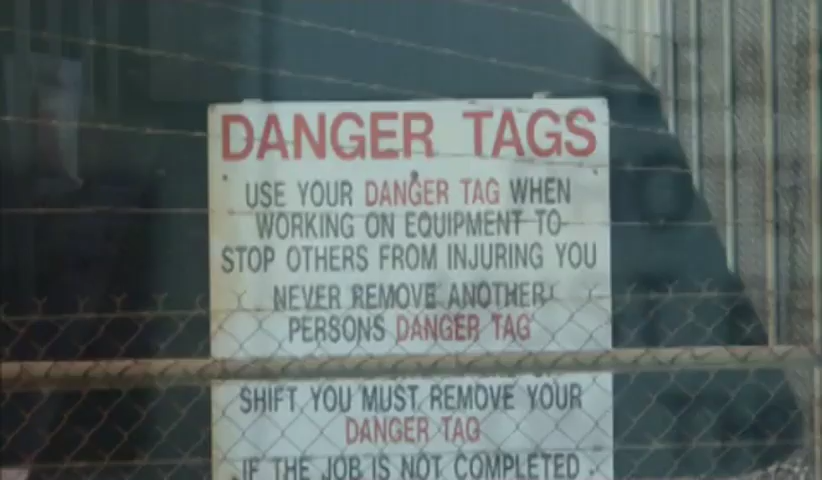 DANGER TAGS
USE YOUR DANGER TAG WHEN
WORKING ON EQUIPMENT TO
STOP OTHERS FROM INJURING YOU
NEVER REMOVE ANOTHER
PERSONS DANGER TAG
SHIFT YOU MUST REMOVE YOUR
DANGER TAG
IF THE JOB IS NOT COMPLETED